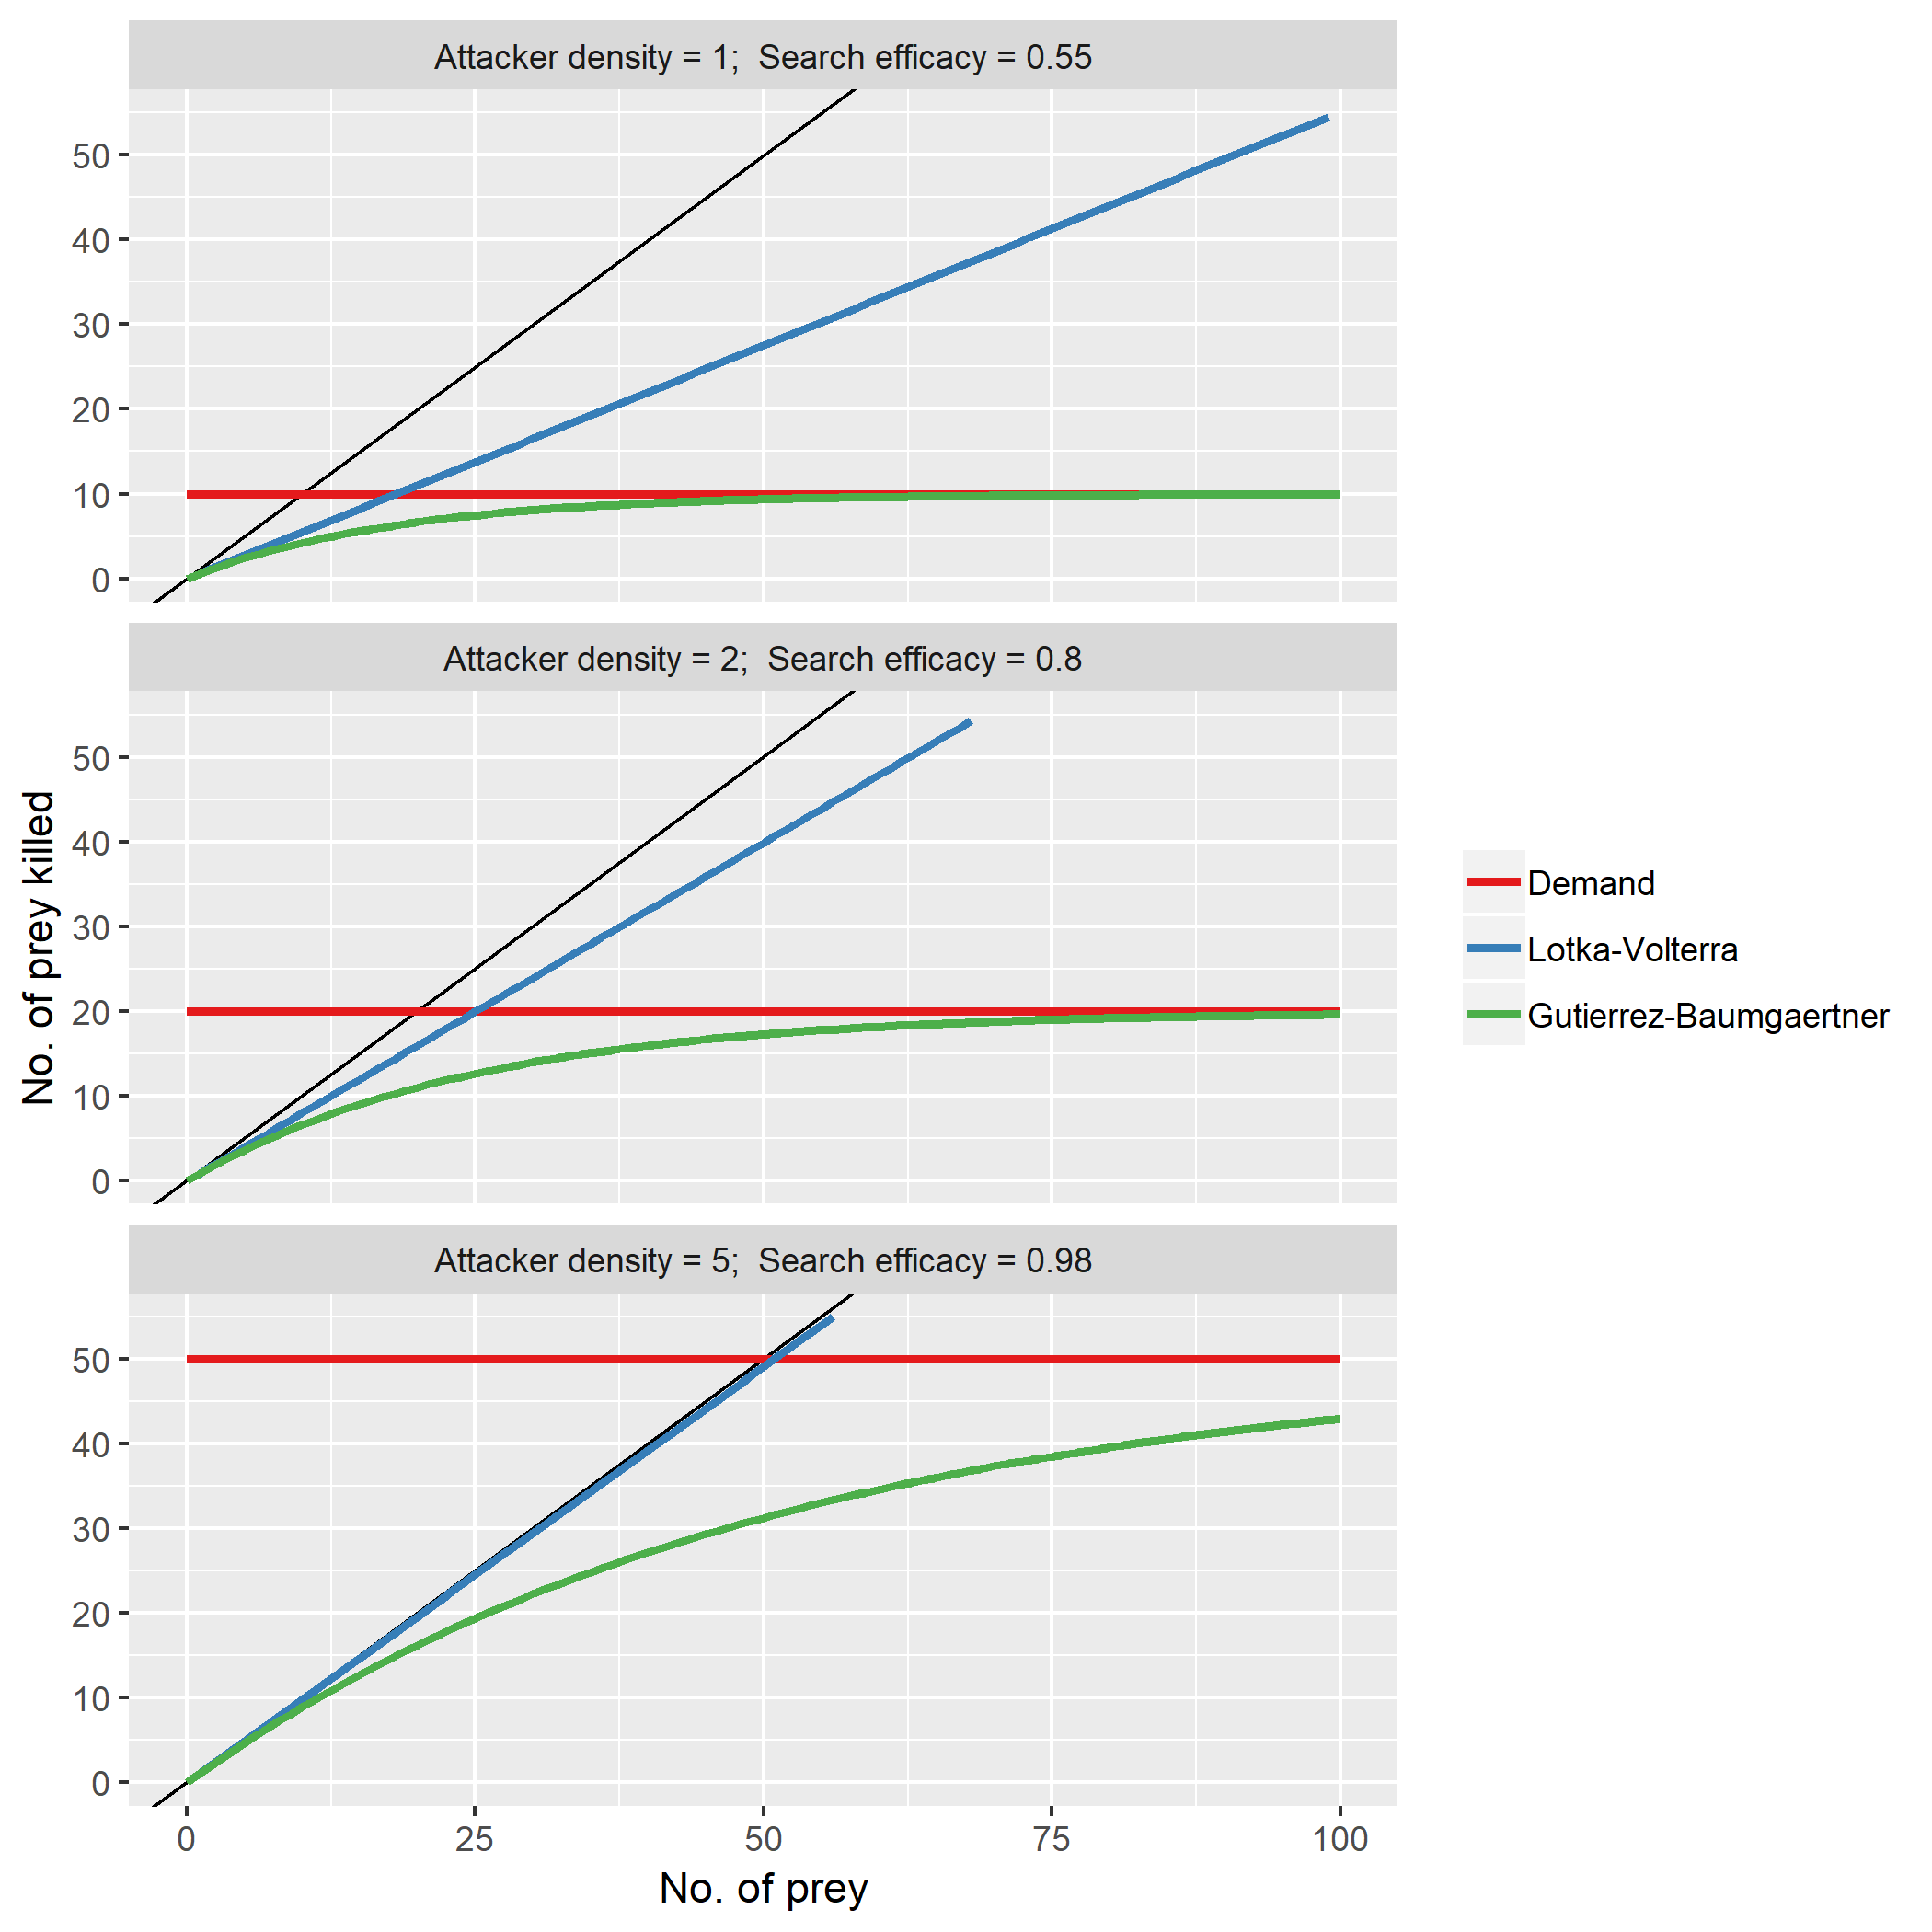 Attacker density = 1;  Search efficacy = 0.55
50
40
30
20
10
0
Attacker density = 2;  Search efficacy = 0.8
50
40
30
20
10
0
Attacker density = 5;  Search efficacy = 0.98
50
40
30
20
10
0
0 25 50 75 100
No. of prey
No. of prey killed
Demand
Lotka-Volterra
Gutierrez-Baumgaertner